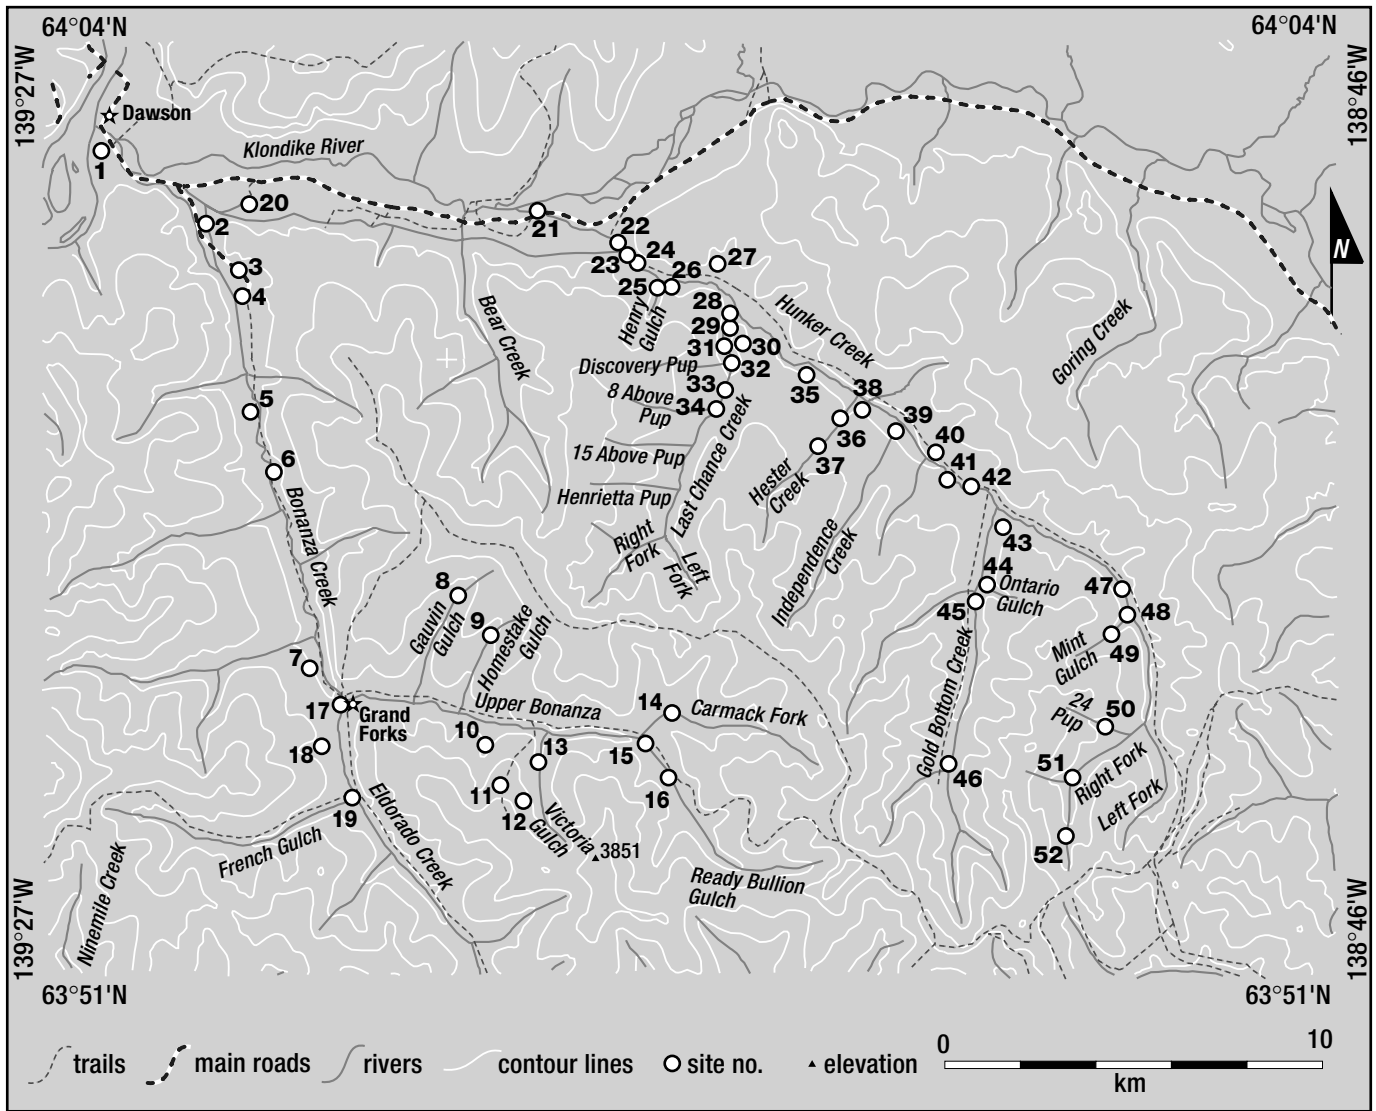 64°04'N
64°04'N
139°27'W
138°46'W
Dawson
Klondike River
1
20
2
21
22
3
23
24
27
4
25
26
N
28
Henry
Gulch
29
Hunker Creek
Bear Creek
31
30
Goring Creek
Discovery Pup
32
33
35
38
8 Above
Pup
34
5
39
36
40
15 Above Pup
37
6
41
42
Last Chance Creek
Hester
Creek
Henrietta Pup
Bonanza Creek
Right
Fork
Left
Fork
Independence
Creek
43
44
Ontario
Gulch
8
47
45
48
Gauvin
Gulch
9
Homestake
Gulch
49
Mint
Gulch
7
Gold Bottom Creek
17
Grand
Forks
Upper Bonanza
14
Carmack Fork
24
Pup
50
10
13
15
18
51
46
Right Fork
11
16
Left Fork
12
19
Eldorado Creek
Victoria
Gulch
French Gulch
3851
52
Ready Bullion
Gulch
Ninemile Creek
139°27'W
138°46'W
63°51'N
63°51'N
trails
main roads
rivers
contour lines
site no.
elevation
0
10
km